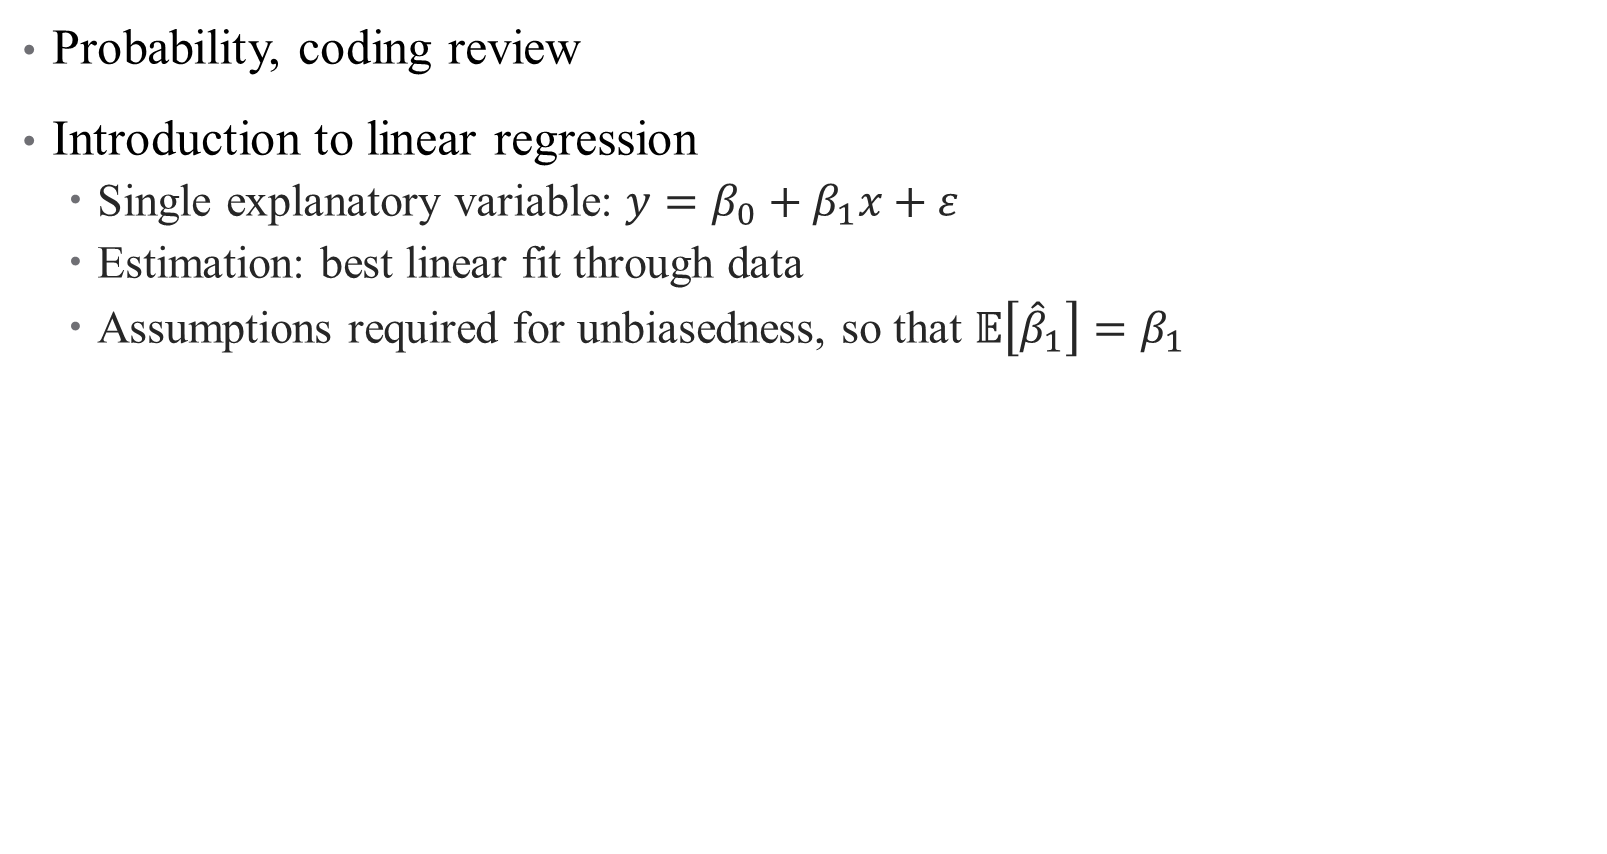 • Probability, coding review
• Introduction to linear regression
• Single explanatory variable: 𝑦 = 𝛽₀ + 𝛽₁𝑥 + 𝜀
• Estimation: best linear fit through data
• Assumptions required for unbiasedness, so that 𝔼[𝛽̂₁] = 𝛽₁